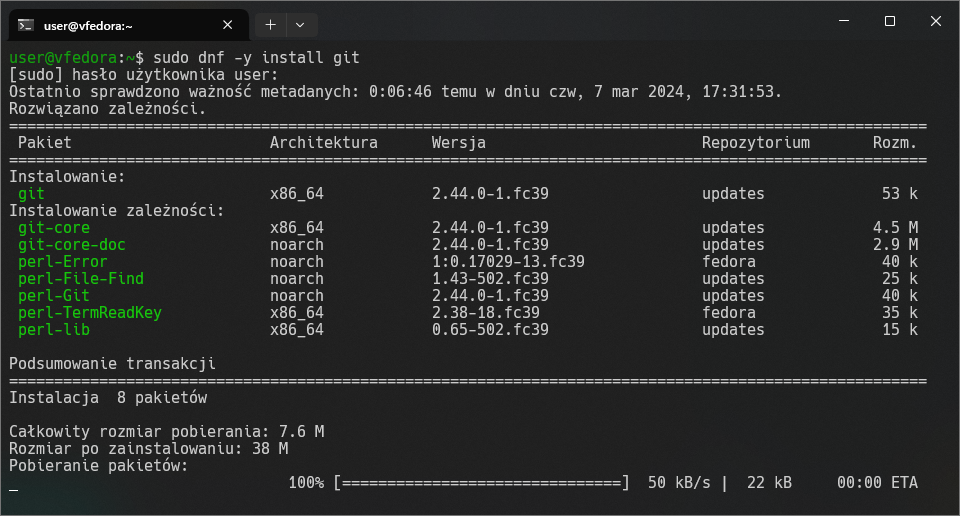 user@vfedora:~
user@vfedora:~$ sudo dnf -y install git
[sudo] hasło użytkownika user:
Ostatnio sprawdzono ważność metadanych: 0:06:46 temu w dniu czw, 7 mar 2024, 17:31:53.
Rozwiązano zależności.
======================================================================================================
 Pakiet                      Architektura      Wersja                        Repozytorium       Rozm.
======================================================================================================
Instalowanie:
 git                         x86_64            2.44.0-1.fc39                 updates             53 k
Instalowanie zależności:
 git-core                    x86_64            2.44.0-1.fc39                 updates            4.5 M
 git-core-doc                noarch            2.44.0-1.fc39                 updates            2.9 M
 perl-Error                  noarch            1:0.17029-13.fc39             fedora              40 k
 perl-File-Find              noarch            1.43-502.fc39                 updates             25 k
 perl-Git                    noarch            2.44.0-1.fc39                 updates             40 k
 perl-TermReadKey            x86_64            2.38-18.fc39                  fedora              35 k
 perl-lib                    x86_64            0.65-502.fc39                 updates             15 k
Podsumowanie transakcji
======================================================================================================
Instalacja  8 pakietów
Całkowity rozmiar pobierania: 7.6 M
Rozmiar po zainstalowaniu: 38 M
Pobieranie pakietów:
                               100% [===============================]  50 kB/s |  22 kB     00:00 ETA
_